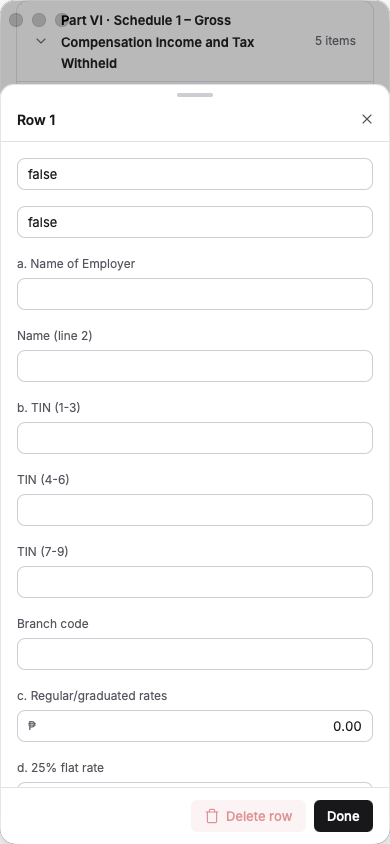 Part VI · Schedule 1 – Gross
Compensation Income and Tax
Withheld
5 items
Row 1
false
false
a. Name of Employer
Name (line 2)
b. TIN (1-3)
TIN (4-6)
TIN (7-9)
Branch code
c. Regular/graduated rates
₱ 0.00
d. 25% flat rate
Delete row
Done